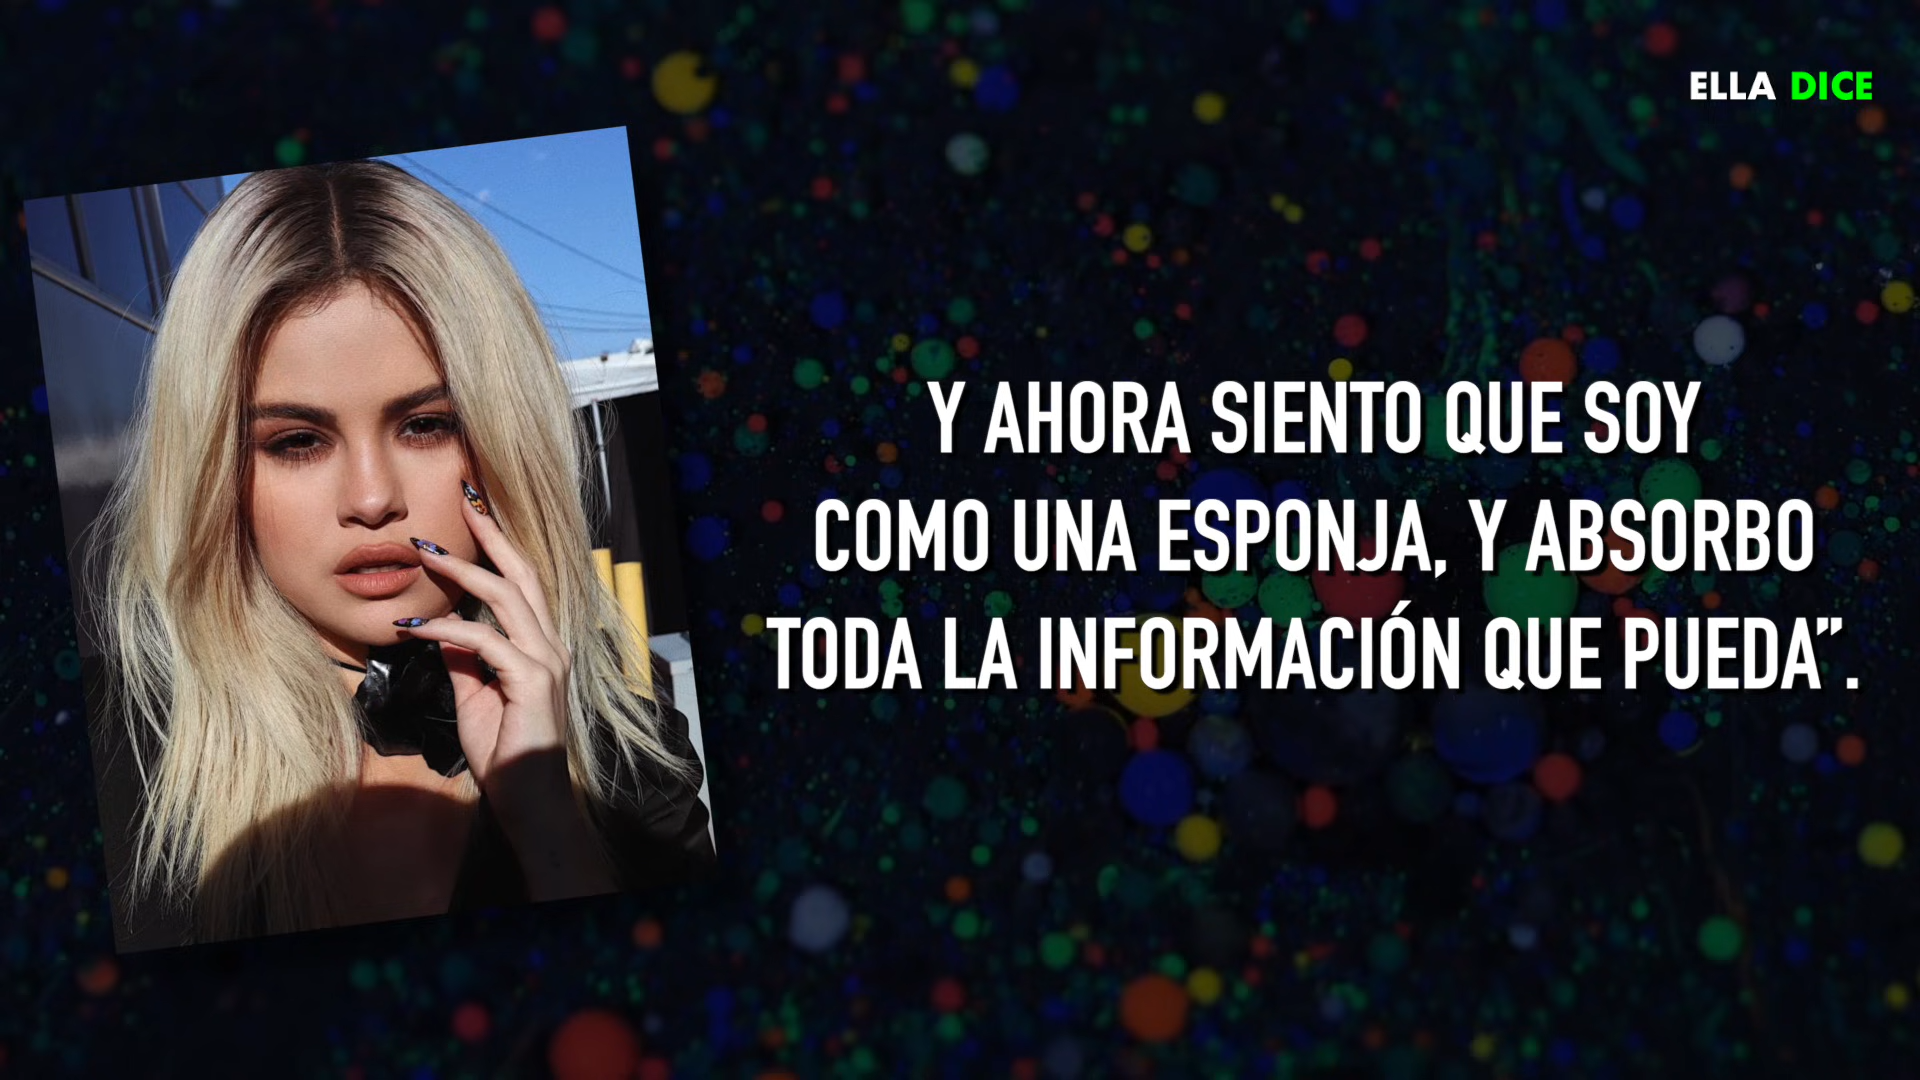 ELLA DICE
Y AHORA SIENTO QUE SOY
COMO UNA ESPONJA, Y ABSORBO
TODA LA INFORMACIÓN QUE PUEDA”.